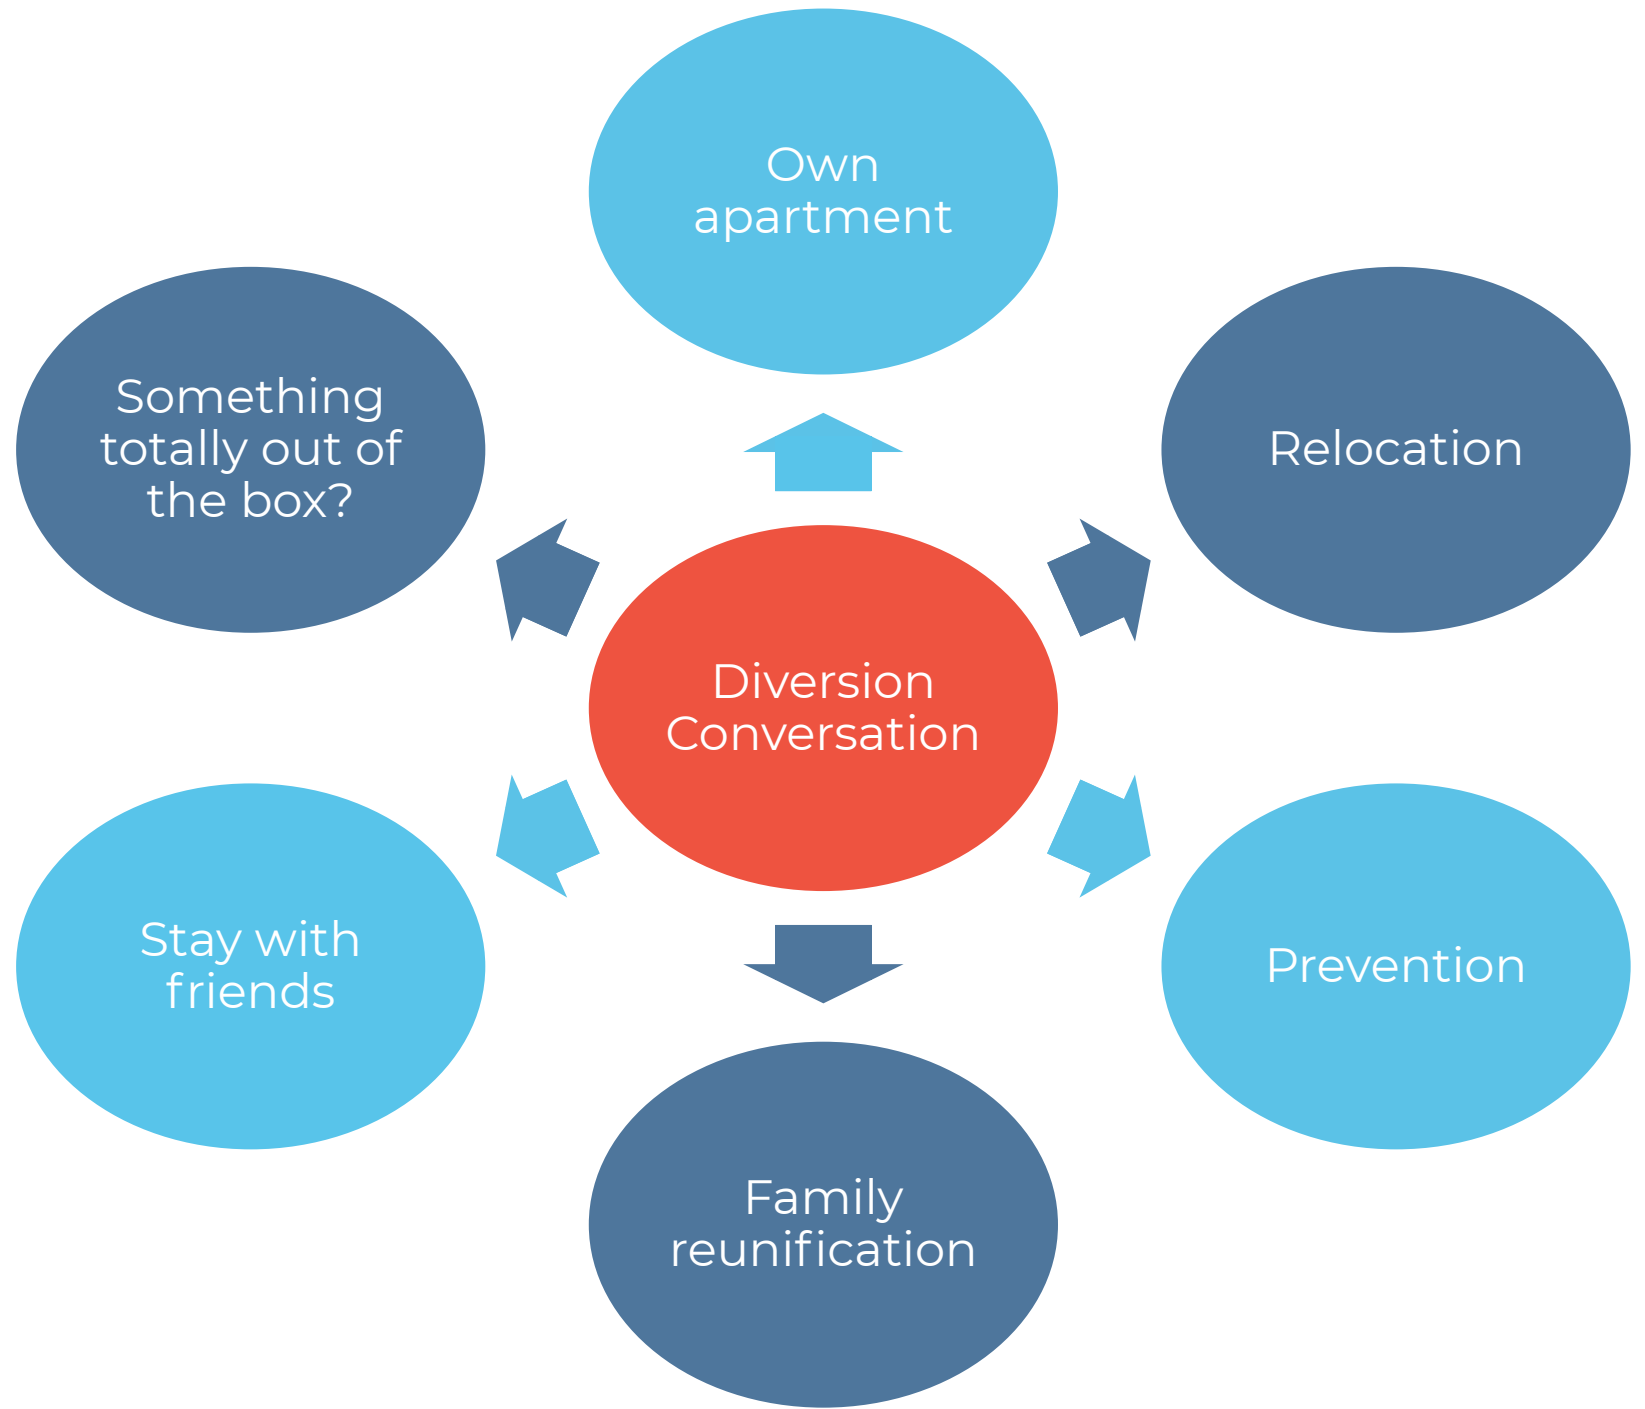 Own
apartment
Something
totally out of
the box?
Relocation
Diversion
Conversation
Stay with
friends
Prevention
Family
reunification